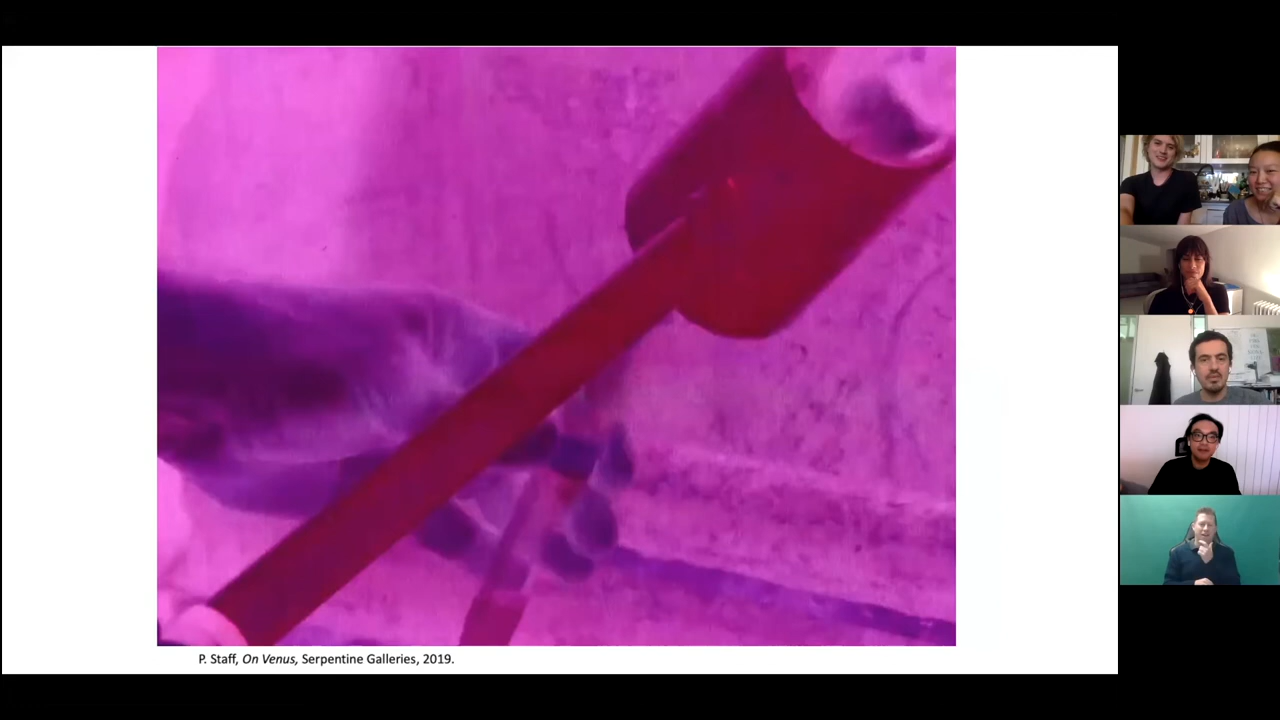 P. Staff, On Venus, Serpentine Galleries, 2019.